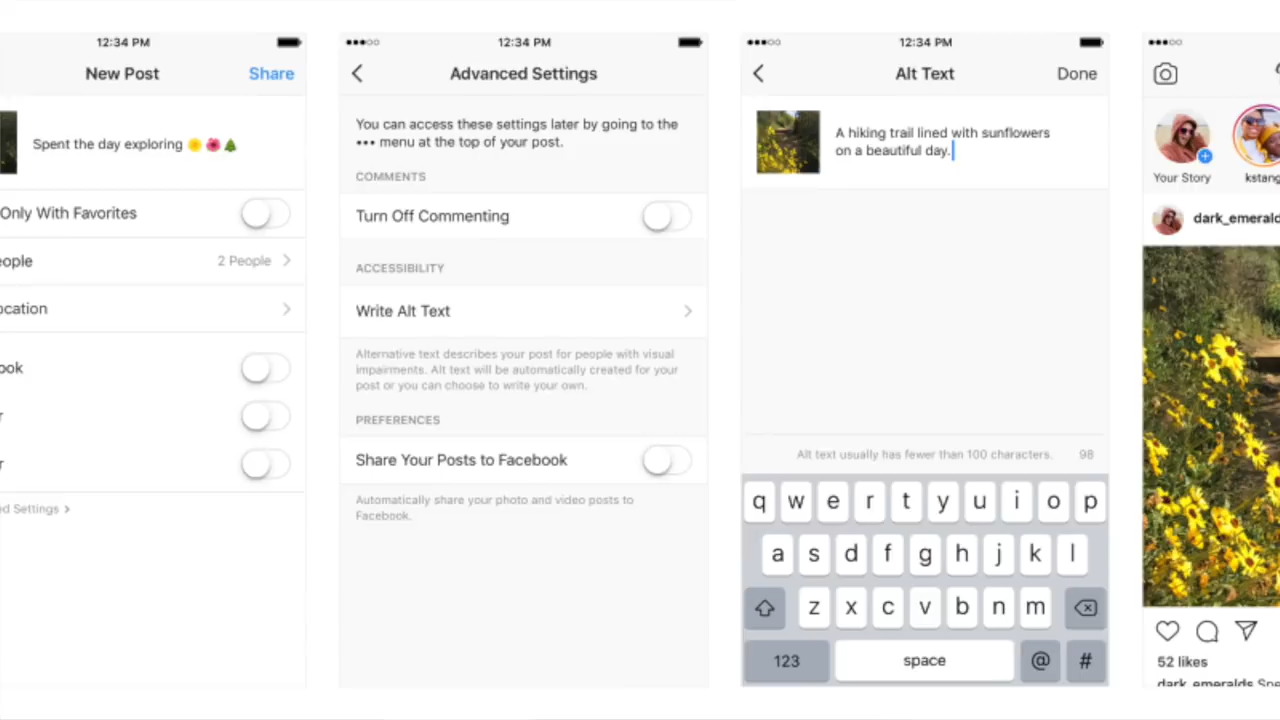 12:34 PM
New Post
Share
Spent the day exploring
Only With Favorites
eople
2 People
ocation
ook
r
r
ed Settings
12:34 PM
Advanced Settings
You can access these settings later by going to the
••• menu at the top of your post.
COMMENTS
Turn Off Commenting
ACCESSIBILITY
Write Alt Text
Alternative text describes your post for people with visual
impairments. Alt text will be automatically created for your
post or you can choose to write your own.
PREFERENCES
Share Your Posts to Facebook
Automatically share your photo and video posts to
Facebook.
12:34 PM
Alt Text
Done
A hiking trail lined with sunflowers
on a beautiful day.
Alt text usually has fewer than 100 characters. 98
q w e r t y u i o p
a s d f g h j k l
z x c v b n m
123 space @ #
Your Story
kstang
dark_emerald
52 likes
dark_emeralds Spe